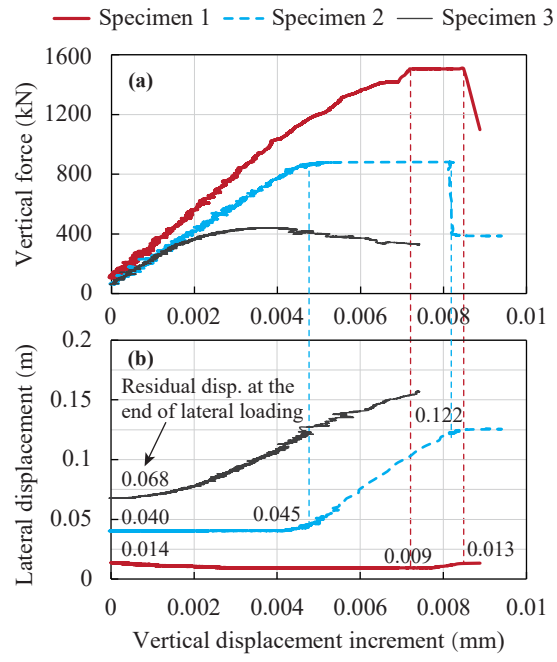 Specimen 1 Specimen 2 Specimen 3
(a)
Vertical force (kN)
1600
1200
800
400
0
0 0.002 0.004 0.006 0.008 0.01
(b)
Lateral displacement (m)
0.2
0.15
0.1
0.05
0
Residual disp. at the
end of lateral loading
0.068
0.040
0.014
0.045
0.122
0.009
0.013
0 0.002 0.004 0.006 0.008 0.01
Vertical displacement increment (mm)